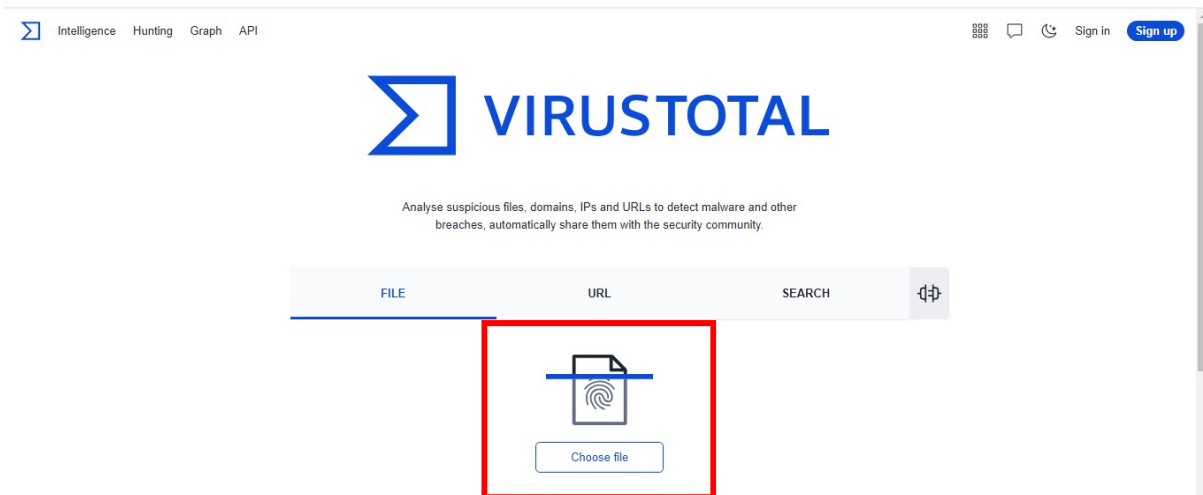 Intelligence Hunting Graph API Sign in Sign up
VIRUSTOTAL
Analyse suspicious files, domains, IPs and URLs to detect malware and other
breaches, automatically share them with the security community.
FILE URL SEARCH
Choose file